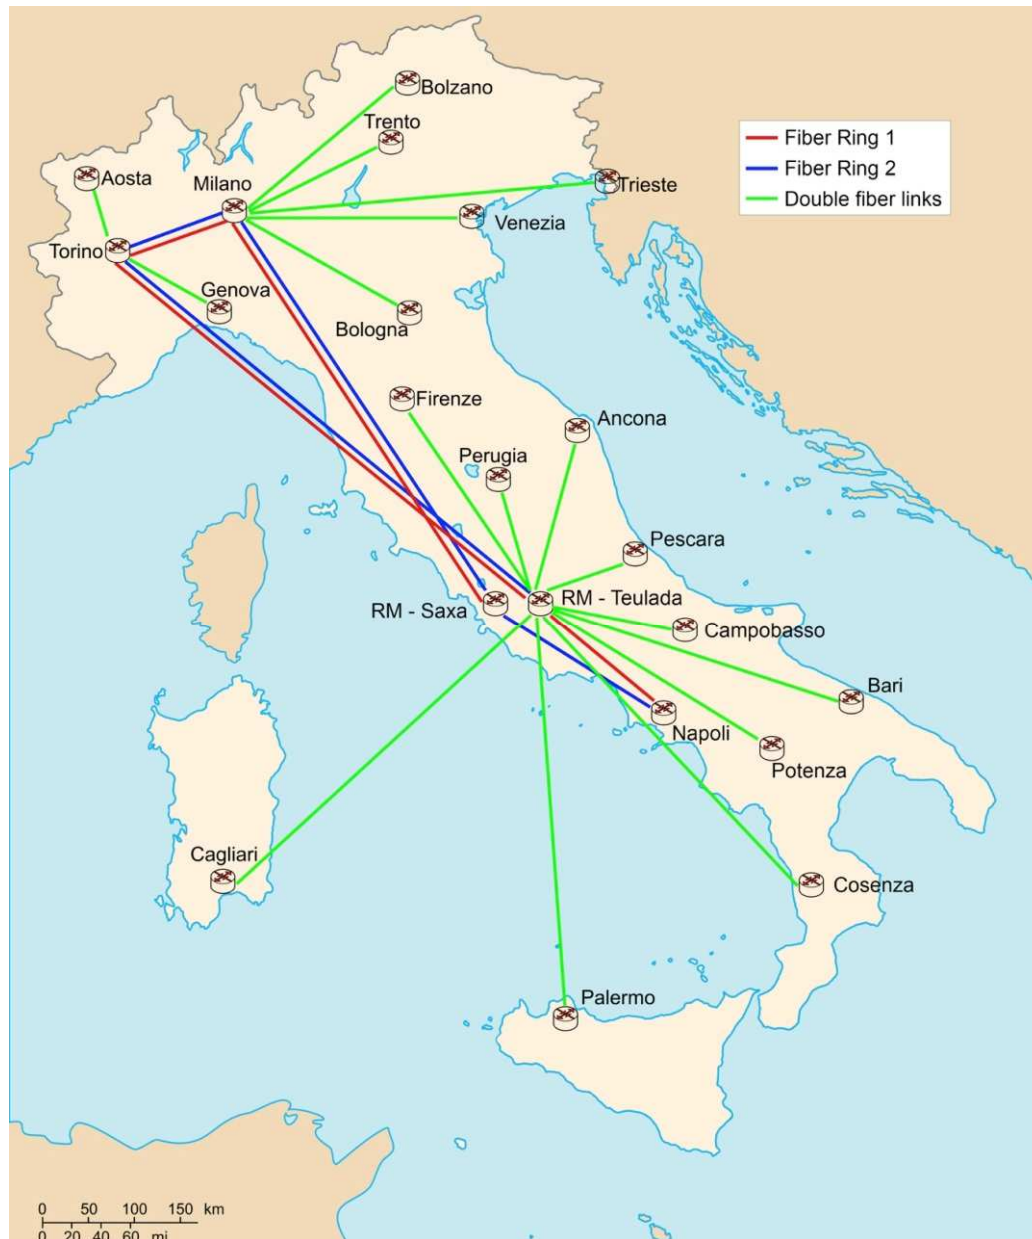 Bolzano
Trento
Aosta
Milano
Trieste
Fiber Ring 1
Fiber Ring 2
Double fiber links
Venezia
Torino
Genova
Bologna
Firenze
Ancona
Perugia
Pescara
RM - Saxa
RM - Teulada
Campobasso
Bari
Napoli
Potenza
Cagliari
Cosenza
Palermo
0 50 100 150 km
0 20 40 60 mi